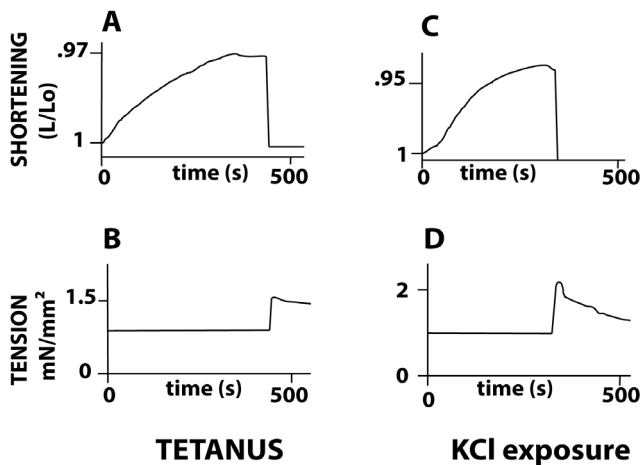 A
SHORTENING
(L/Lo)
.97
1
0
time (s)
500
C
.95
1
0
time (s)
500
B
TENSION
mN/mm²
1.5
0
0
time (s)
500
D
2
1
0
0
time (s)
500
TETANUS
KCl exposure